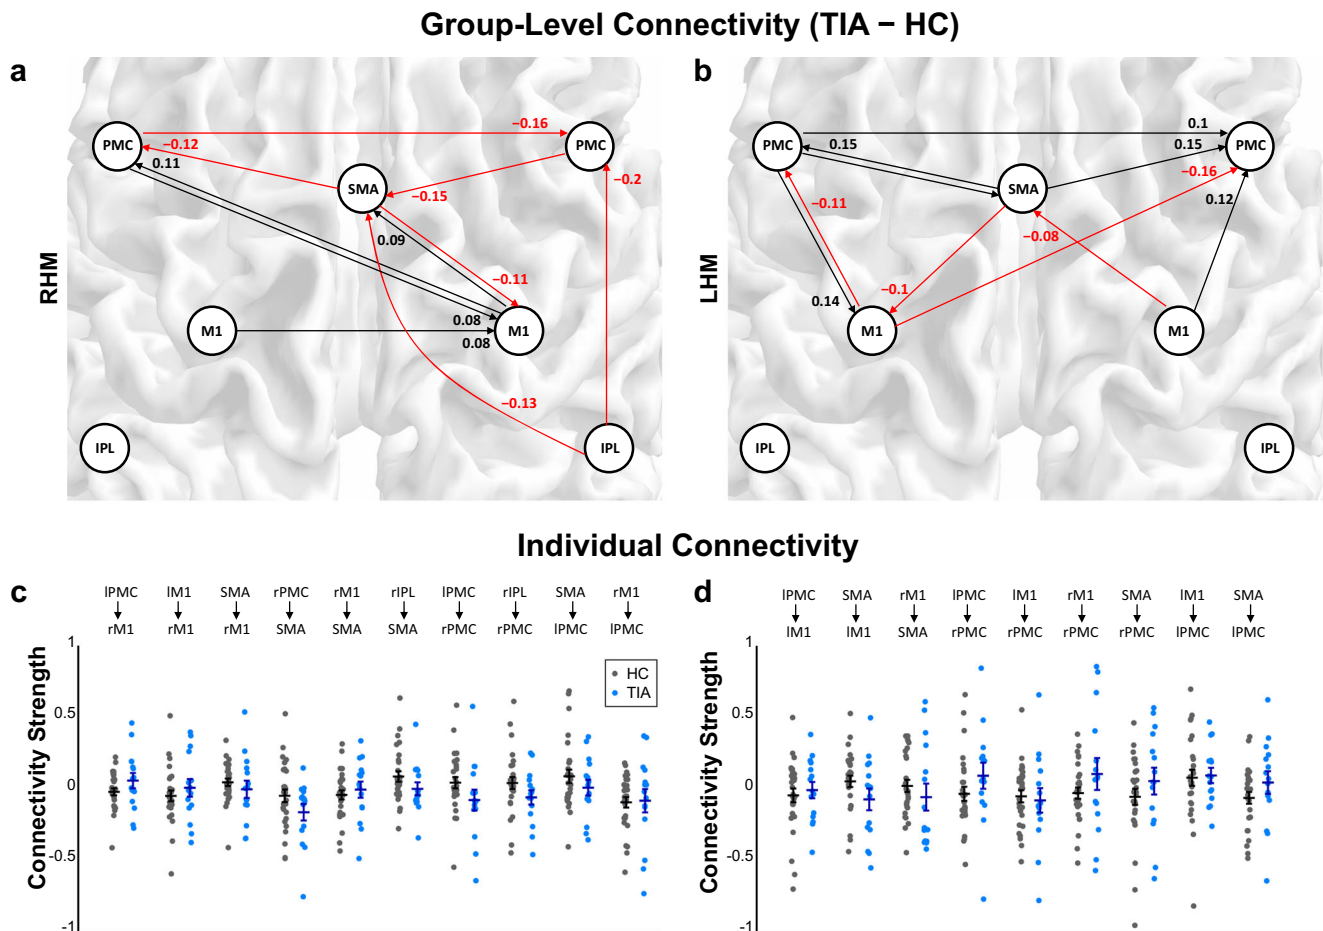 Group-Level Connectivity (TIA − HC)
a
b
RHM
PMC
−0.12
0.11
−0.16
PMC
−0.2
SMA
−0.15
0.09
−0.11
M1
0.08
0.08
M1
−0.13
IPL
IPL
LHM
PMC
0.15
0.1
0.15
PMC
−0.16
−0.11
SMA
0.12
−0.08
−0.1
0.14
M1
M1
IPL
IPL
Individual Connectivity
c
lPMC lM1 SMA rPMC rM1 rIPL lPMC rIPL SMA rM1
rM1 rM1 rM1 SMA SMA SMA rPMC rPMC lPMC lPMC
Connectivity Strength
1
0.5
0
-0.5
-1
HC
TIA
d
lPMC SMA rM1 lPMC lM1 rM1 SMA lM1 SMA
lM1 lM1 SMA rPMC rPMC rPMC rPMC lPMC lPMC
Connectivity Strength
1
0.5
0
-0.5
-1